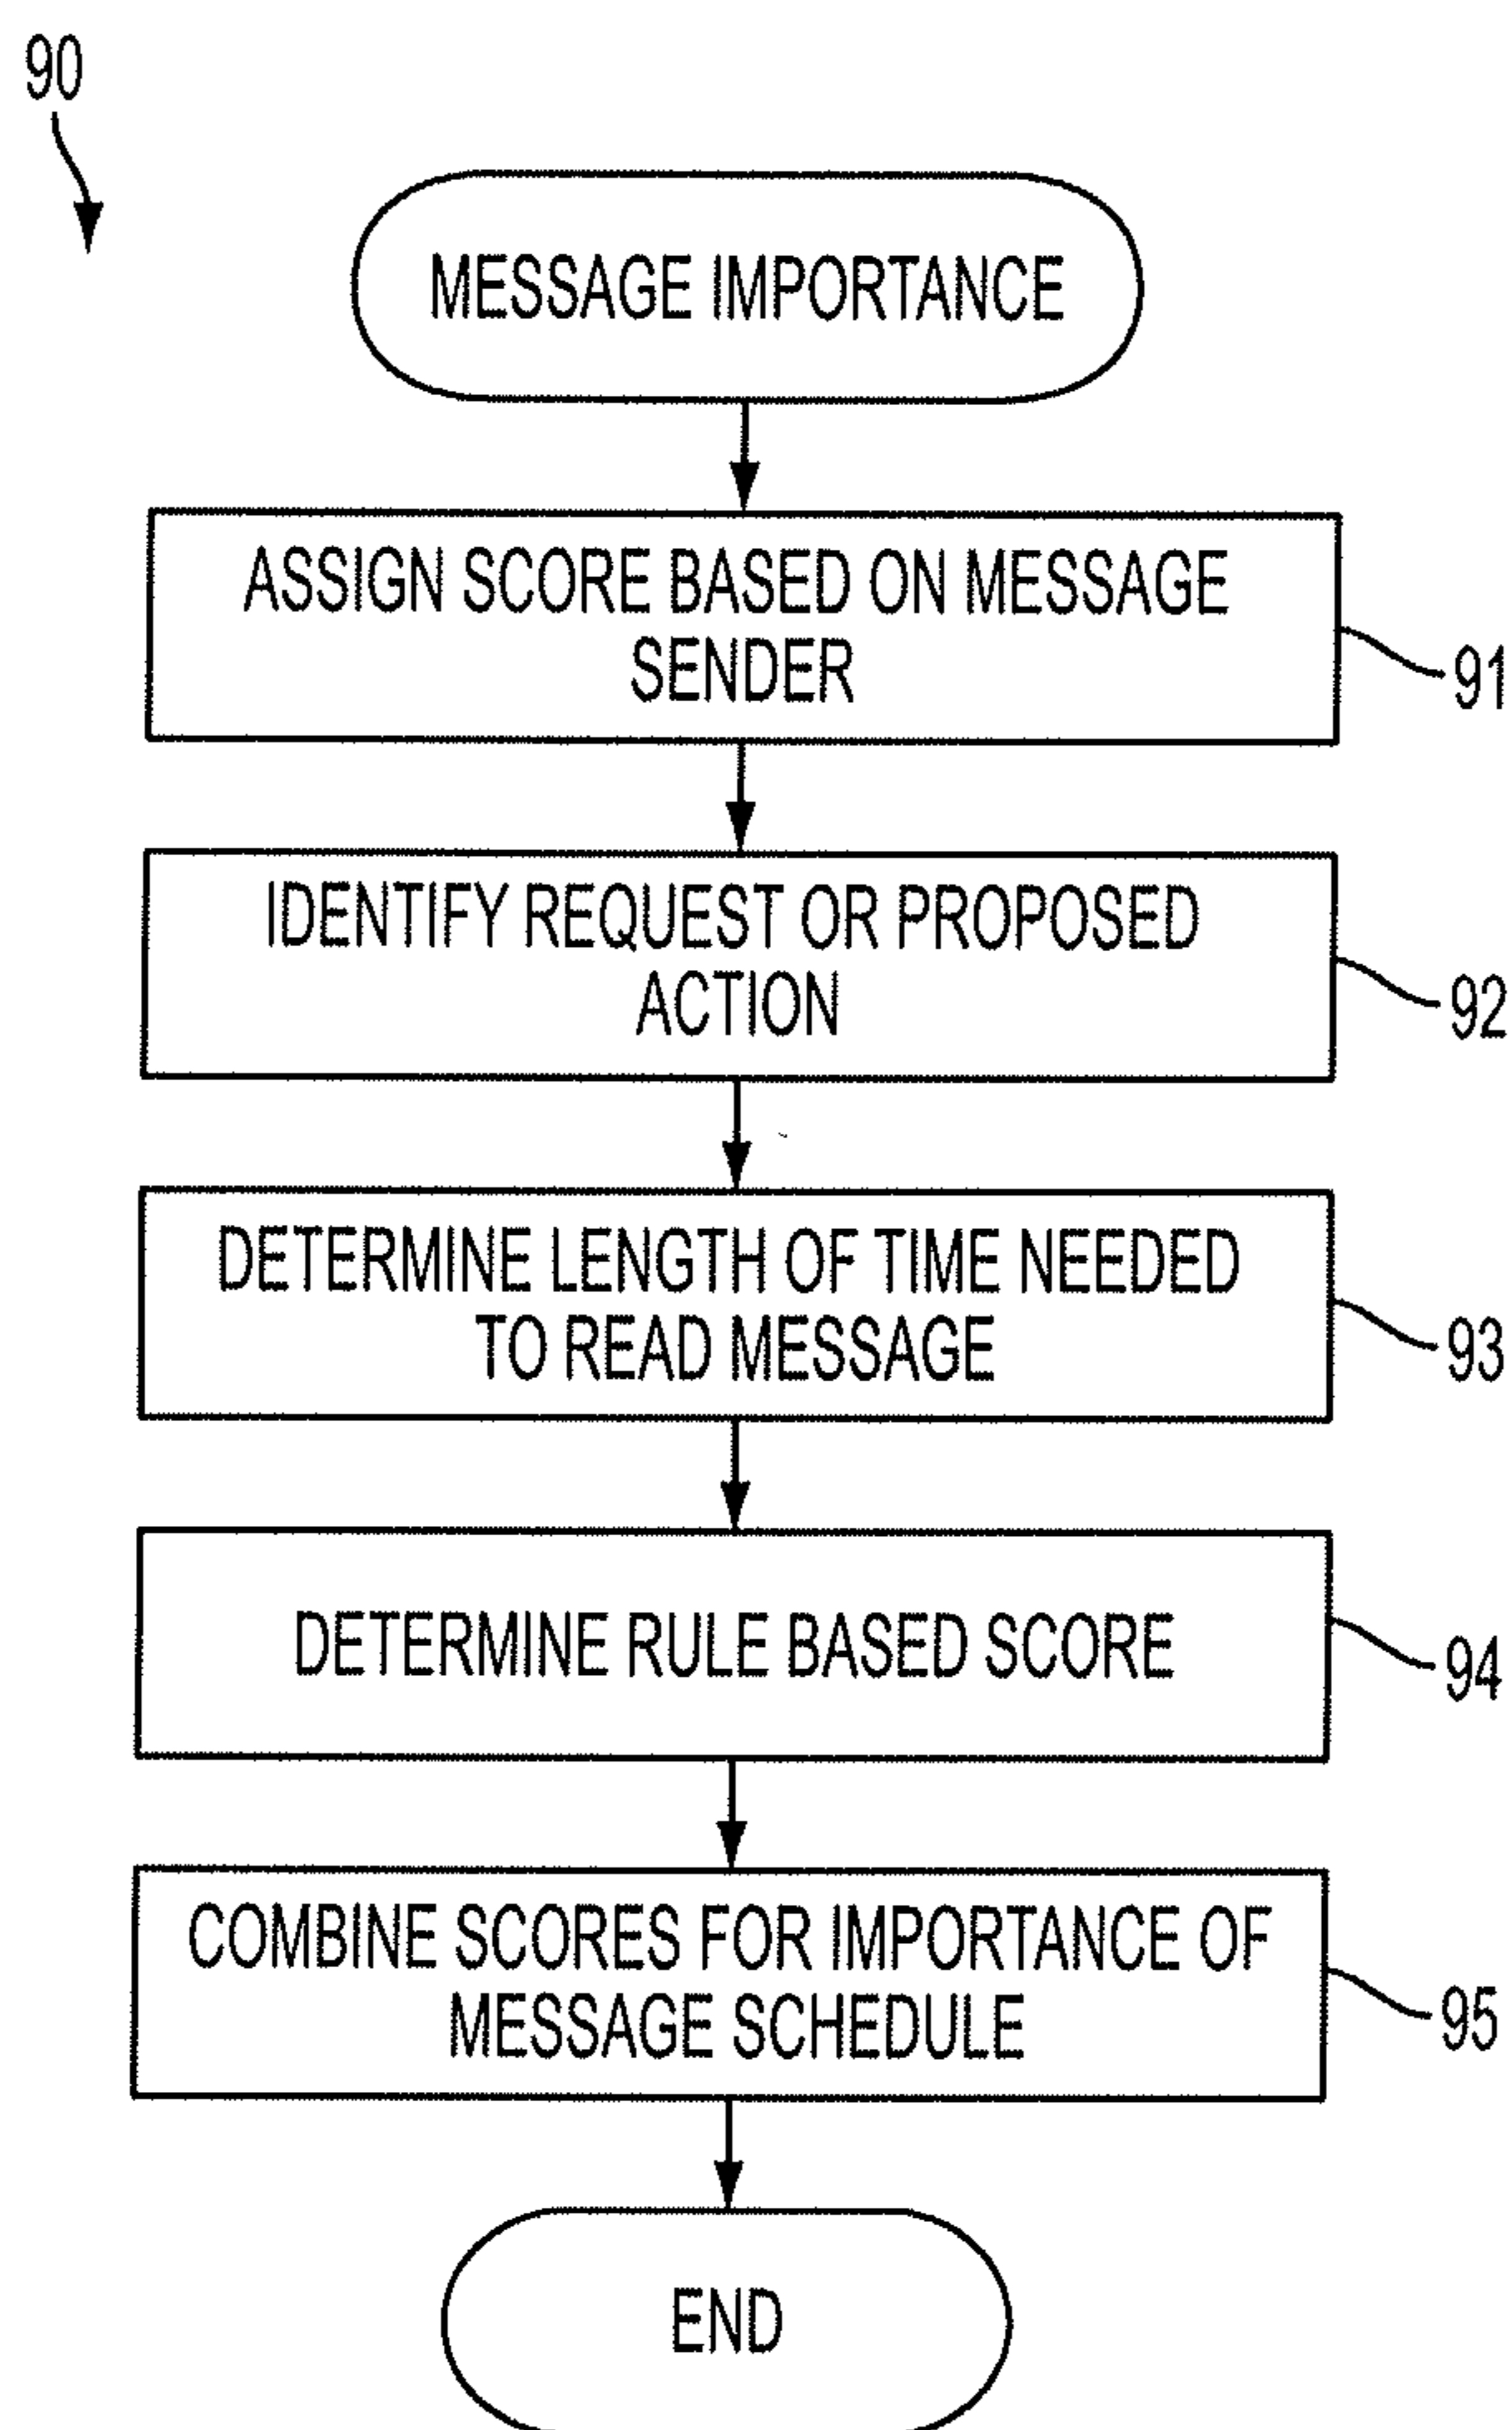 90
MESSAGE IMPORTANCE
ASSIGN SCORE BASED ON MESSAGE
SENDER
91
IDENTIFY REQUEST OR PROPOSED
ACTION
92
DETERMINE LENGTH OF TIME NEEDED
TO READ MESSAGE
93
DETERMINE RULE BASED SCORE
94
COMBINE SCORES FOR IMPORTANCE OF
MESSAGE SCHEDULE
95
END